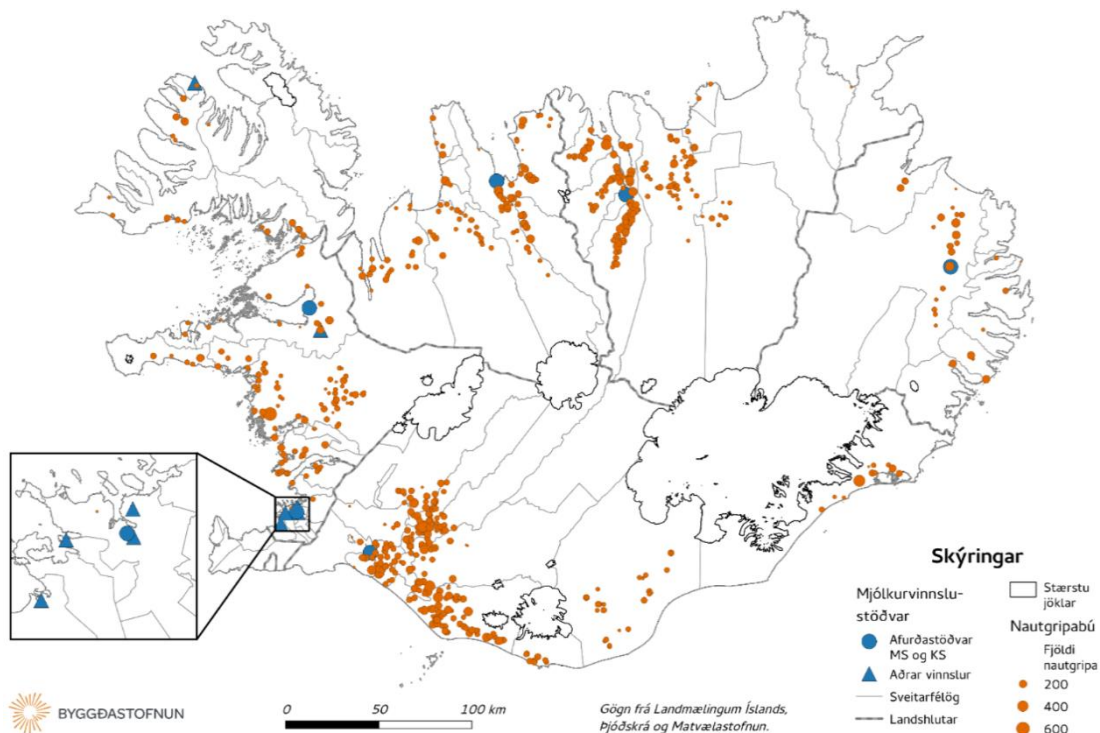 Skýringar
Mjólkurvinnslu-
stöðvar
Afurðastöðvar
MS og KS
Aðrar vinnslur
Sveitarfélög
Landshlutar
Stærstu
jöklar
Nautgripabú
Fjöldi
nautgripa
200
400
600
BYGGÐASTOFNUN
0 50 100 km
Gögn frá Landmælingum Íslands,
Þjóðskrá og Matvælastofnun.